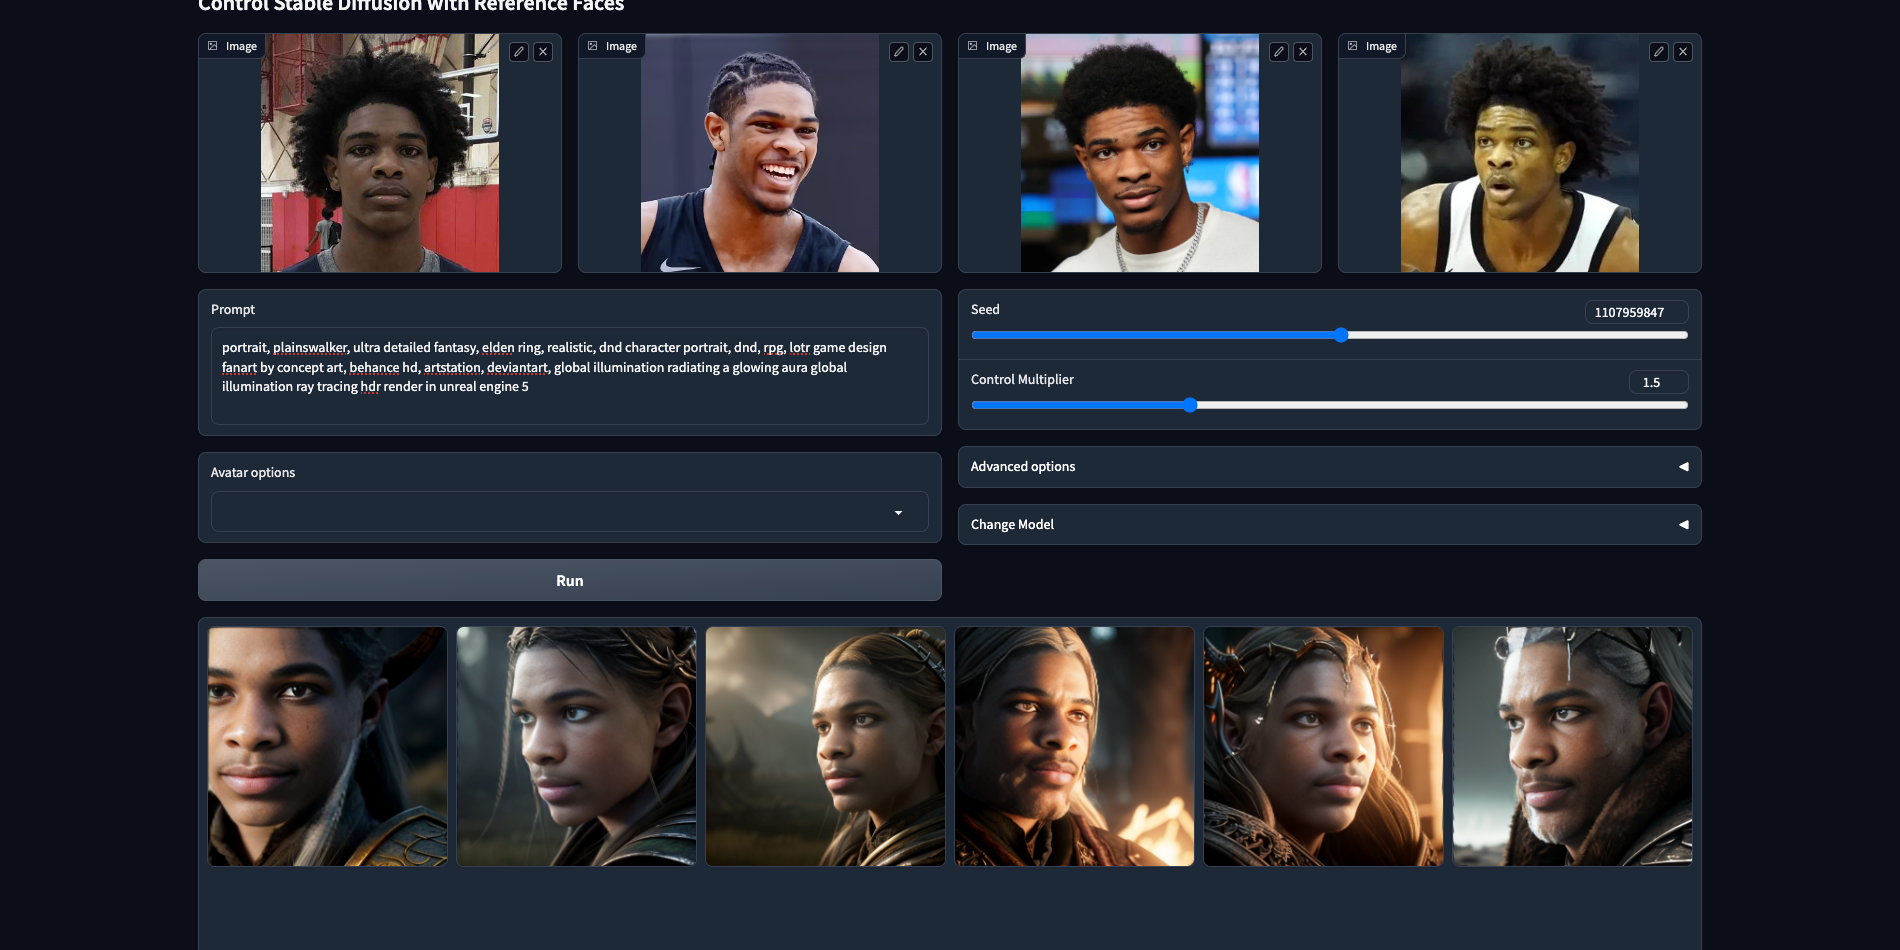 Control Stable Diffusion with Reference Faces
Image
Image
Image
Image
Prompt
portrait, plainswalker, ultra detailed fantasy, elden ring, realistic, dnd character portrait, dnd, rpg, lotr game design
fanart by concept art, behance hd, artstation, deviantart, global illumination radiating a glowing aura global
illumination ray tracing hdr render in unreal engine 5
Seed
1107959847
Control Multiplier
1.5
Avatar options
Advanced options
Change Model
Run